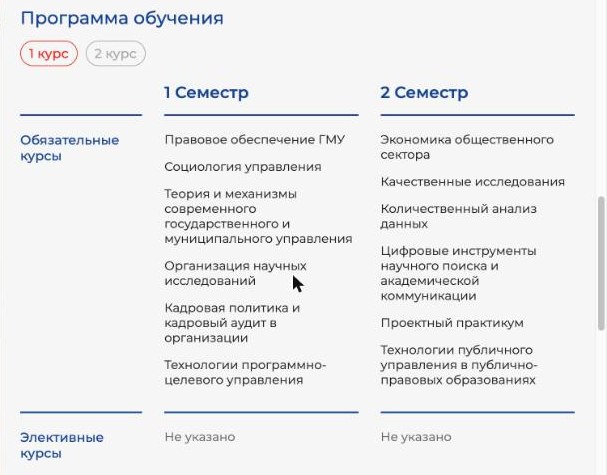 Программа обучения
1 курс
2 курс
1 Семестр
2 Семестр
Обязательные
курсы
Правовое обеспечение ГМУ
Социология управления
Теория и механизмы
современного
государственного и
муниципального управления
Организация научных
исследований
Кадровая политика и
кадровый аудит в
организации
Технологии программно-
целевого управления
Экономика общественного
сектора
Качественные исследования
Количественный анализ
данных
Цифровые инструменты
научного поиска и
академической
коммуникации
Проектный практикум
Технологии публичного
управления в публично-
правовых образованиях
Элективные
курсы
Не указано
Не указано